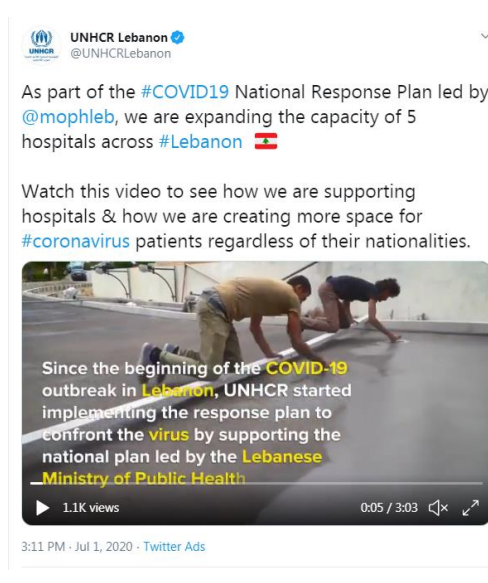 UNHCR Lebanon
@UNHCRLebanon
UNHCR
As part of the #COVID19 National Response Plan led by
@mophleb, we are expanding the capacity of 5
hospitals across #Lebanon
Watch this video to see how we are supporting
hospitals & how we are creating more space for
#coronavirus patients regardless of their nationalities.
Since the beginning of the COVID-19
outbreak in Lebanon, UNHCR started
implementing the response plan to
confront the virus by supporting the
national plan led by the Lebanese
Ministry of Public Health
1.1K views
0:05 / 3:03
3:11 PM · Jul 1, 2020 · Twitter Ads